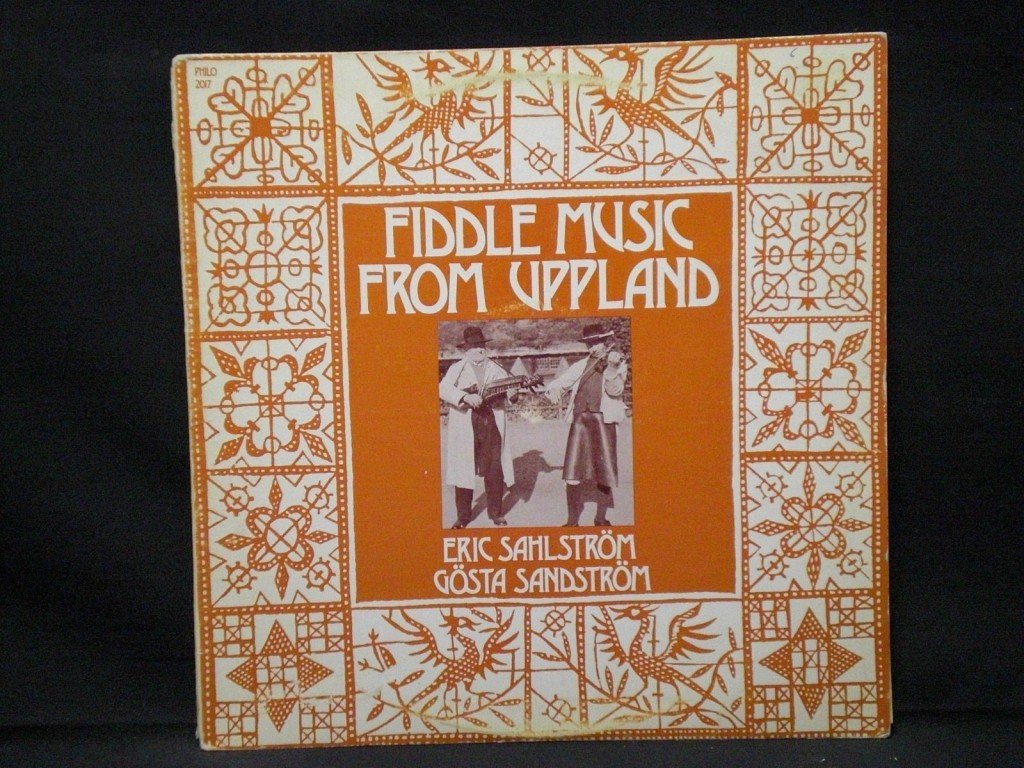 PHILO
2017
FIDDLE MUSIC
FROM UPPLAND
ERIC SAHLSTRÖM
GÖSTA SANDSTRÖM